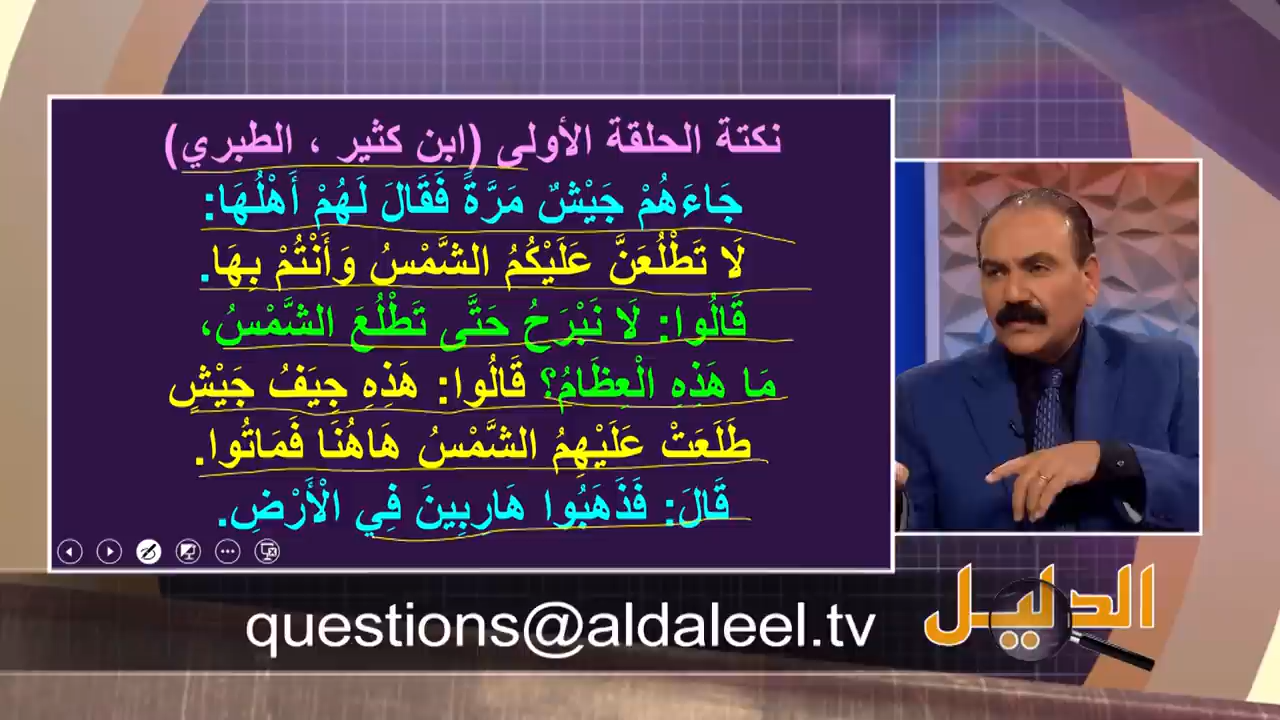 نكتة الحلقة الأولى (ابن كثير ، الطبري)
جَاءَهُمْ جَيْشٌ مَرَّةً فَقَالَ لَهُمْ أَهْلُهَا:
لَا تَطْلُعَنَّ عَلَيْكُمُ الشَّمْسُ وَأَنْتُمْ بِهَا.
قَالُوا: لَا نَبْرَحُ حَتَّى تَطْلُعَ الشَّمْسُ،
مَا هَذِهِ الْعِظَامُ؟ قَالُوا: هَذِهِ جِيَفُ جَيْشٍ
طَلَعَتْ عَلَيْهِمُ الشَّمْسُ هَاهُنَا فَمَاتُوا.
قَالَ: فَذَهَبُوا هَارِبِينَ فِي الْأَرْضِ.
الدليل
questions@aldaleel.tv